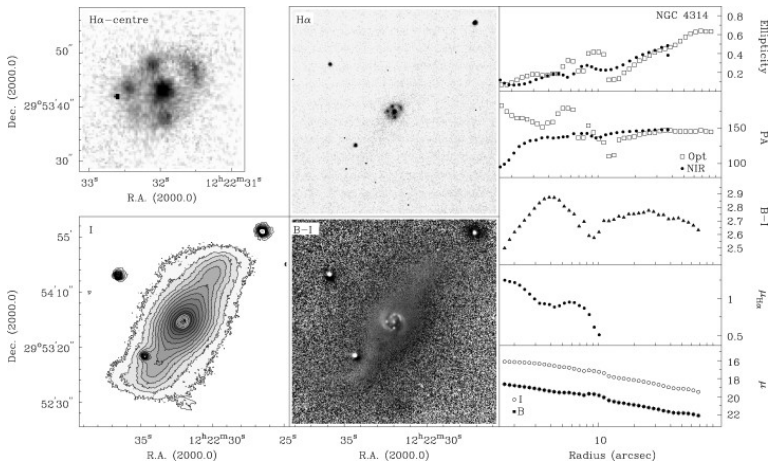 Hα-centre
Hα
NGC 4314
50″
29°53′40″
30″
Dec. (2000.0)
33ˢ 32ˢ 12ʰ22ᵐ31ˢ
R.A. (2000.0)
I
B-I
55′
54′10″
29°53′20″
52′30″
Dec. (2000.0)
35ˢ 12ʰ22ᵐ30ˢ 25ˢ
R.A. (2000.0)
35ˢ 12ʰ22ᵐ30ˢ
R.A. (2000.0)
0.8
0.6
0.4
0.2
Ellipticity
150
100
PA
□ Opt
● NIR
2.9
2.8
2.7
2.6
2.5
B-I
1
0.5
μHα
16
18
20
22
μ
○ I
■ B
10
Radius (arcsec)